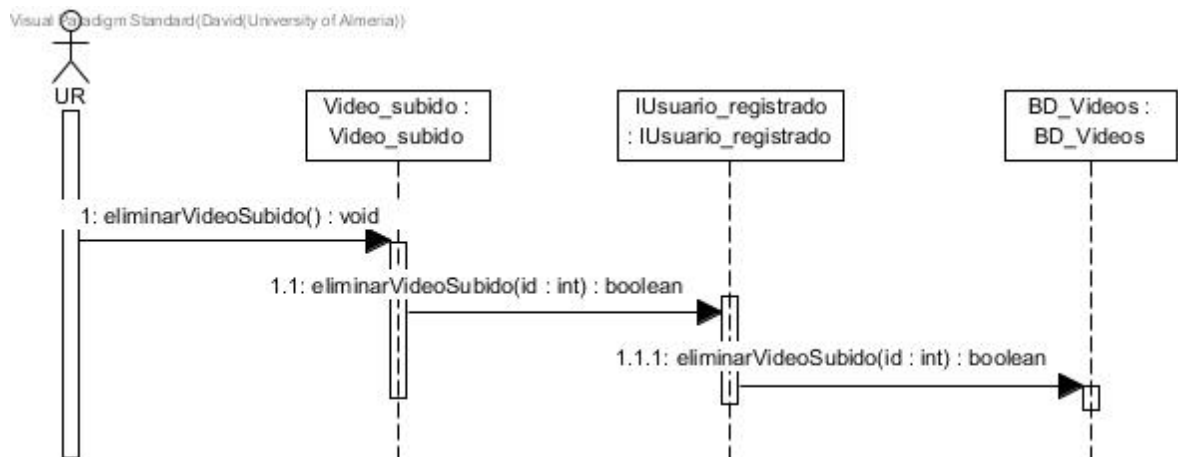 Visual Paradigm Standard(David(University of Almeria))
UR
Video_subido :
Video_subido
IUsuario_registrado
: IUsuario_registrado
BD_Videos :
BD_Videos
1: eliminarVideoSubido() : void
1.1: eliminarVideoSubido(id : int) : boolean
1.1.1: eliminarVideoSubido(id : int) : boolean